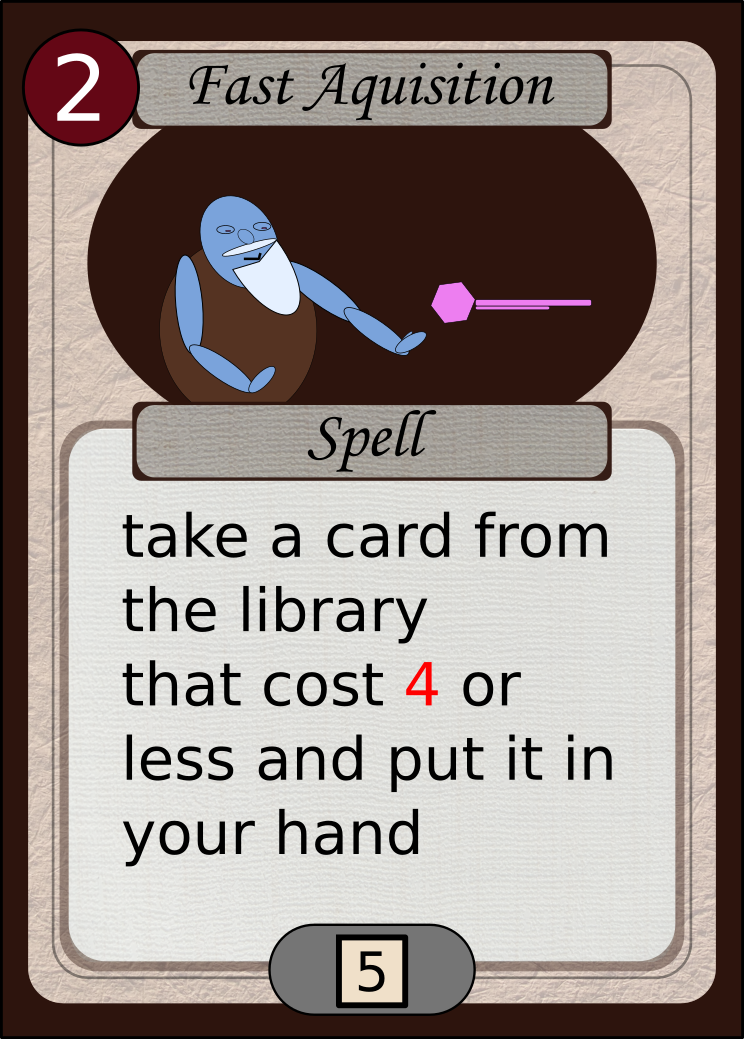 2
Fast Aquisition
Spell
take a card from
the library
that cost 4 or
less and put it in
your hand
5